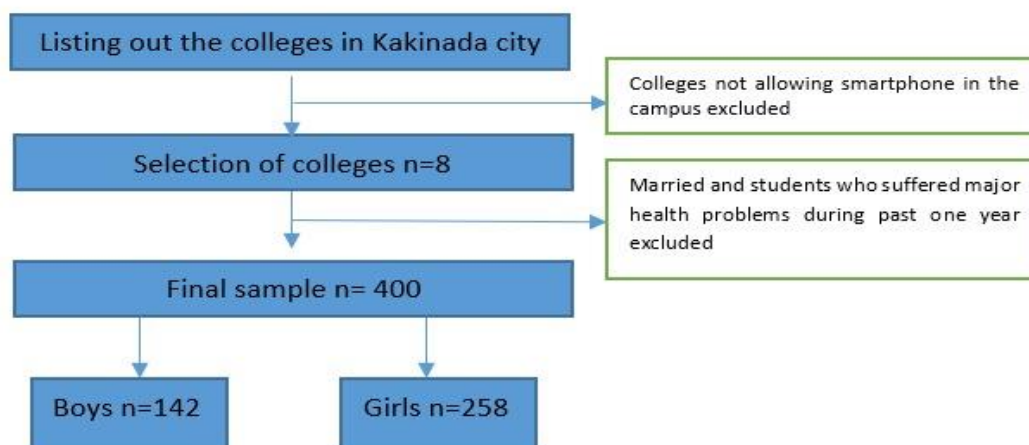 Listing out the colleges in Kakinada city
Colleges not allowing smartphone in the
campus excluded
Selection of colleges n=8
Married and students who suffered major
health problems during past one year
excluded
Final sample n= 400
Boys n=142
Girls n=258